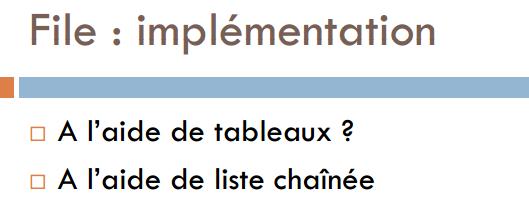 File : implémentation
A l'aide de tableaux ?
A l'aide de liste chaînée